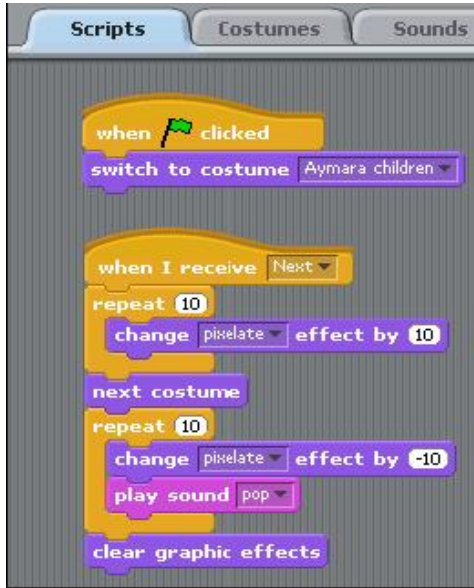 Scripts Costumes Sounds
when clicked
switch to costume Aymara children
when I receive Next
repeat 10
change pixelate effect by 10
next costume
repeat 10
change pixelate effect by -10
play sound pop
clear graphic effects